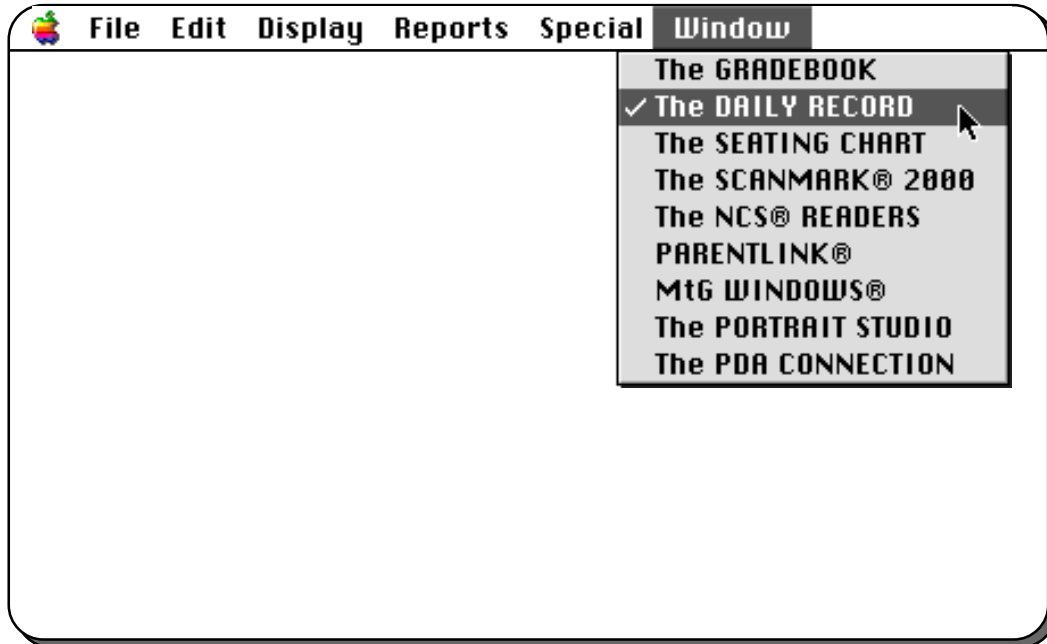 File Edit Display Reports Special Window
The GRADEBOOK
✓ The DAILY RECORD
The SEATING CHART
The SCANMARK® 2000
The NCS® READERS
PARENTLINK®
MtG WINDOWS®
The PORTRAIT STUDIO
The PDA CONNECTION